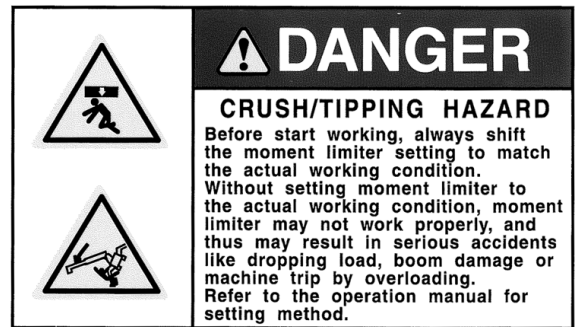 DANGER
CRUSH/TIPPING HAZARD
Before start working, always shift
the moment limiter setting to match
the actual working condition.
Without setting moment limiter to
the actual working condition, moment
limiter may not work properly, and
thus may result in serious accidents
like dropping load, boom damage or
machine trip by overloading.
Refer to the operation manual for
setting method.